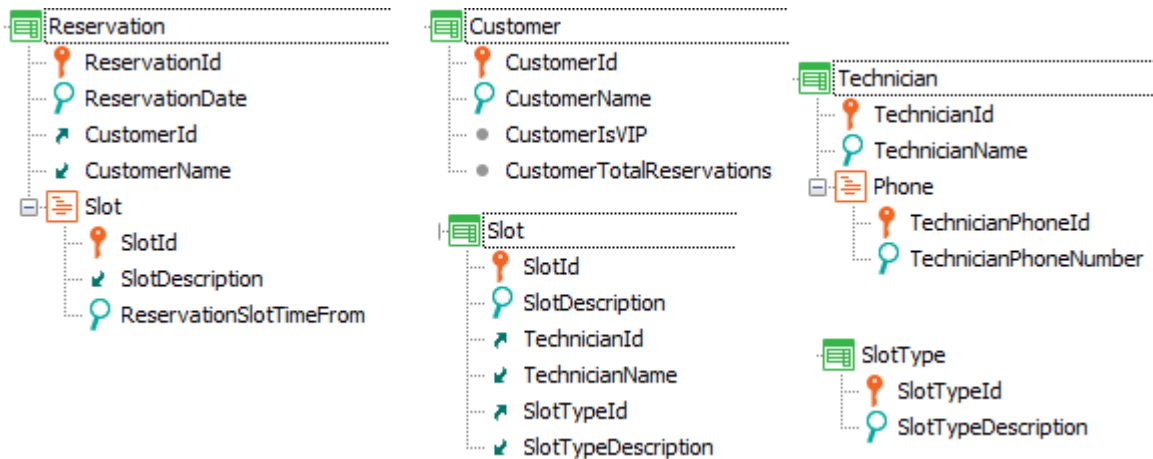 Reservation
ReservationId
ReservationDate
CustomerId
CustomerName
Slot
SlotId
SlotDescription
ReservationSlotTimeFrom
Customer
CustomerId
CustomerName
CustomerIsVIP
CustomerTotalReservations
Slot
SlotId
SlotDescription
TechnicianId
TechnicianName
SlotTypeId
SlotTypeDescription
Technician
TechnicianId
TechnicianName
Phone
TechnicianPhoneId
TechnicianPhoneNumber
SlotType
SlotTypeId
SlotTypeDescription